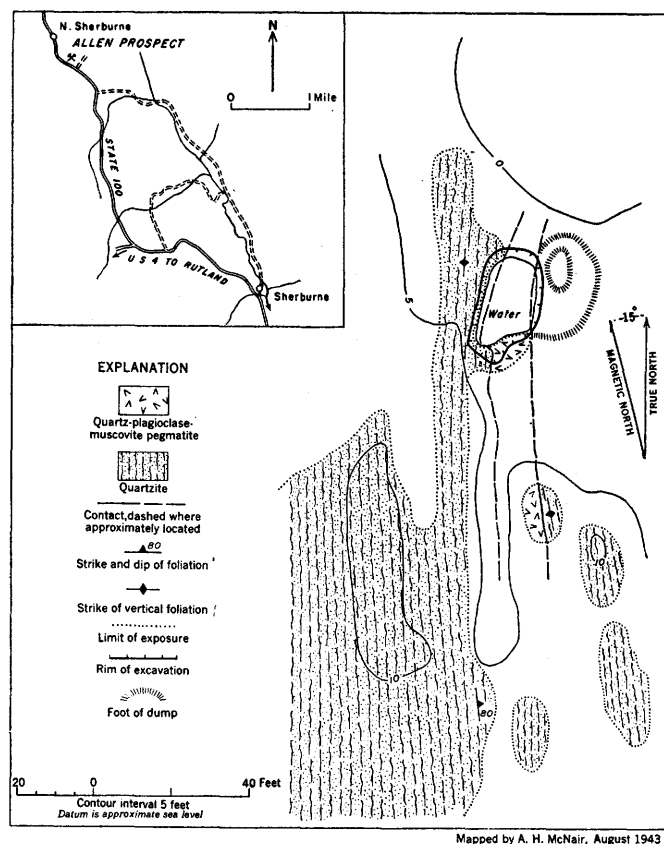 N. Sherburne
ALLEN PROSPECT
N
0 1 Mile
STATE 100
U S 4 TO RUTLAND
Sherburne
0
5
Water
-15°
MAGNETIC NORTH
TRUE NORTH
EXPLANATION
Quartz-plagioclase-
muscovite pegmatite
Quartzite
Contact, dashed where
approximately located
80
Strike and dip of foliation
Strike of vertical foliation
Limit of exposure
Rim of excavation
Foot of dump
10
10
80
20 0 40 Feet
Contour interval 5 feet
Datum is approximate sea level
Mapped by A. H. McNair, August 1943